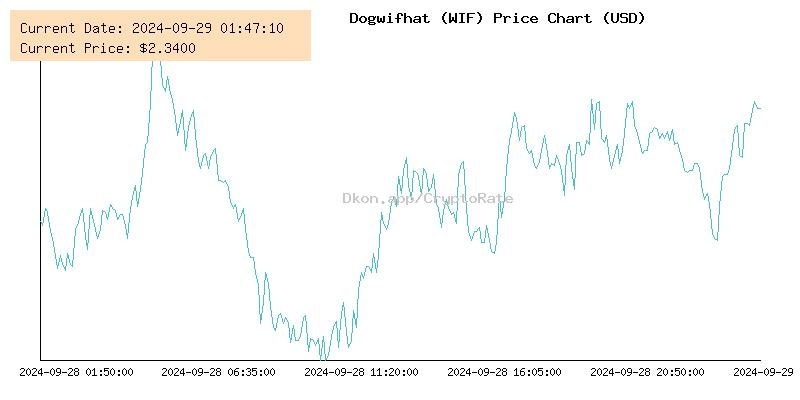 Dogwifhat (WIF) Price Chart (USD)
Current Date: 2024-09-29 01:47:10
Current Price: $2.3400
Dkon.app/CryptoRate
2024-09-28 01:50:00 2024-09-28 06:35:00 2024-09-28 11:20:00 2024-09-28 16:05:00 2024-09-28 20:50:00 2024-09-29